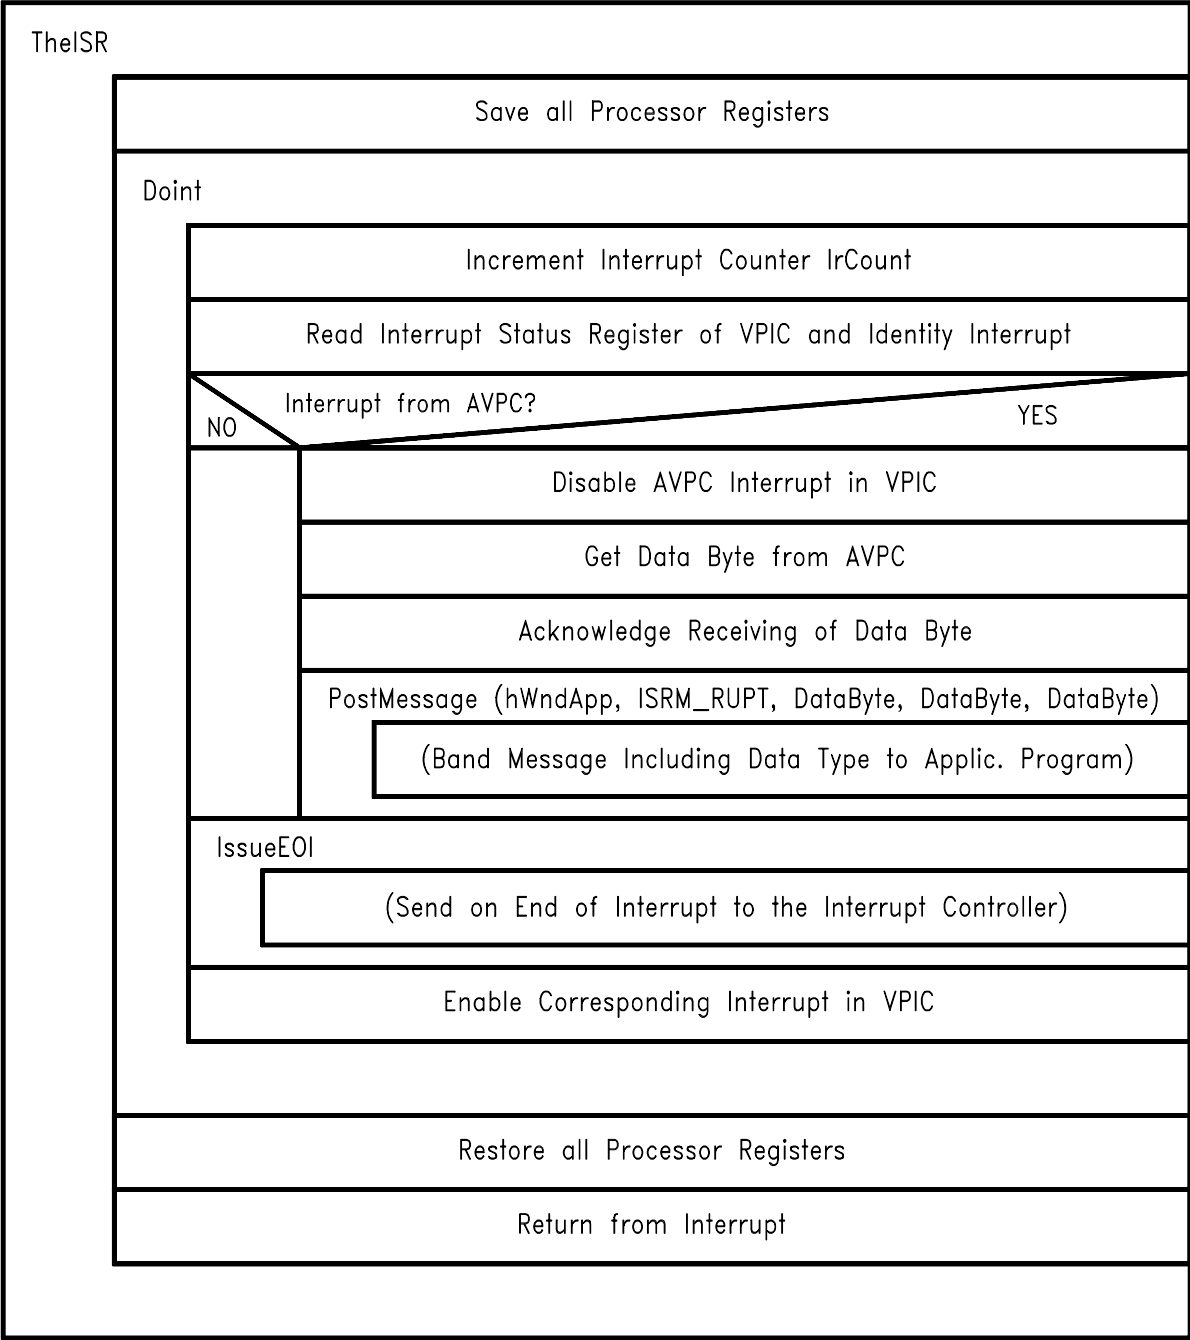 TheISR
Save all Processor Registers
Doint
Increment Interrupt Counter IrCount
Read Interrupt Status Register of VPIC and Identity Interrupt
Interrupt from AVPC?
NO
YES
Disable AVPC Interrupt in VPIC
Get Data Byte from AVPC
Acknowledge Receiving of Data Byte
PostMessage (hWndApp, ISRM_RUPT, DataByte, DataByte, DataByte)
(Band Message Including Data Type to Applic. Program)
IssueEOI
(Send on End of Interrupt to the Interrupt Controller)
Enable Corresponding Interrupt in VPIC
Restore all Processor Registers
Return from Interrupt